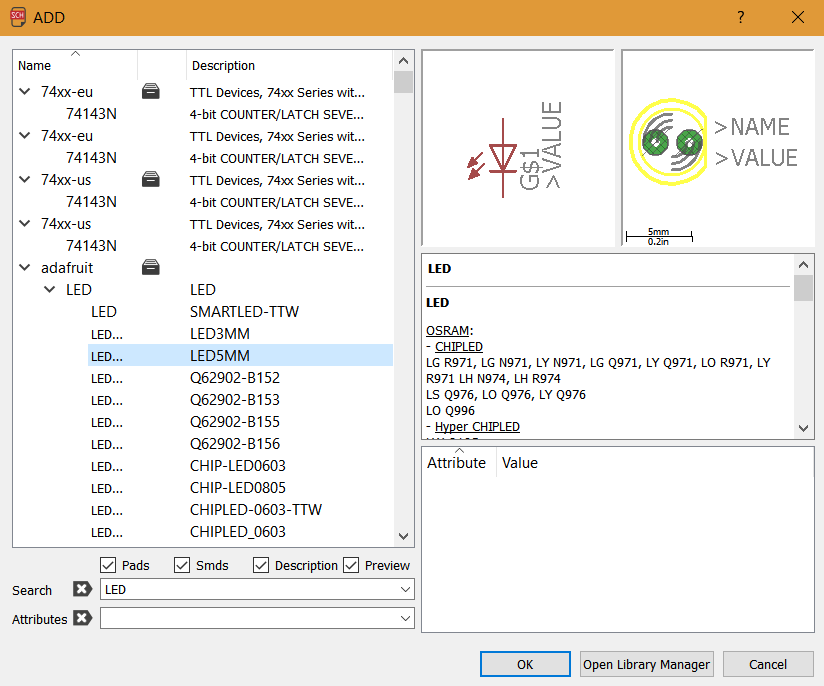 SCH ADD ? X
Name Description
74xx-eu TTL Devices, 74xx Series wit...
74143N 4-bit COUNTER/LATCH SEVE...
74xx-eu TTL Devices, 74xx Series wit...
74143N 4-bit COUNTER/LATCH SEVE...
74xx-us TTL Devices, 74xx Series wit...
74143N 4-bit COUNTER/LATCH SEVE...
74xx-us TTL Devices, 74xx Series wit...
74143N 4-bit COUNTER/LATCH SEVE...
adafruit
LED LED
LED SMARTLED-TTW
LED... LED3MM
LED... LED5MM
LED... Q62902-B152
LED... Q62902-B153
LED... Q62902-B155
LED... Q62902-B156
LED... CHIP-LED0603
LED... CHIP-LED0805
LED... CHIPLED-0603-TTW
LED... CHIPLED_0603
Pads Smds Description Preview
Search LED
Attributes
G$1
>VALUE
>NAME
>VALUE
5mm
0.2in
LED
LED
OSRAM:
- CHIPLED
LG R971, LG N971, LY N971, LG Q971, LY Q971, LO R971, LY
R971 LH N974, LH R974
LS Q976, LO Q976, LY Q976
LO Q996
- Hyper CHIPLED
Attribute Value
OK Open Library Manager Cancel